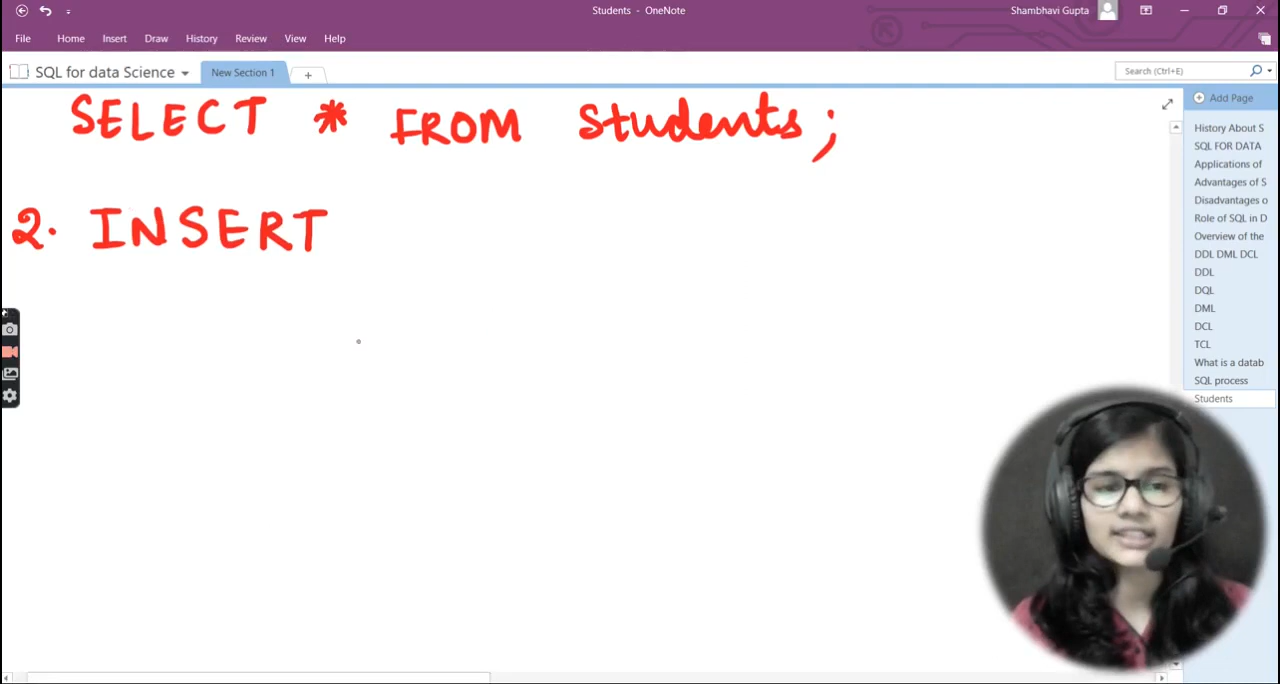 Students - OneNote
Shambhavi Gupta
File Home Insert Draw History Review View Help
SQL for data Science
New Section 1
+
Search (Ctrl+E)
SELECT * FROM Students;
2. INSERT
Add Page
History About S
SQL FOR DATA
Applications of
Advantages of S
Disadvantages o
Role of SQL in D
Overview of the
DDL DML DCL
DDL
DQL
DML
DCL
TCL
What is a datab
SQL process
Students